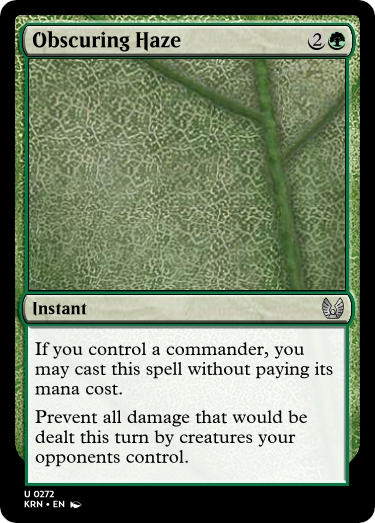 Obscuring Haze 2
Instant
If you control a commander, you
may cast this spell without paying its
mana cost.
Prevent all damage that would be
dealt this turn by creatures your
opponents control.
U 0272
KRN • EN